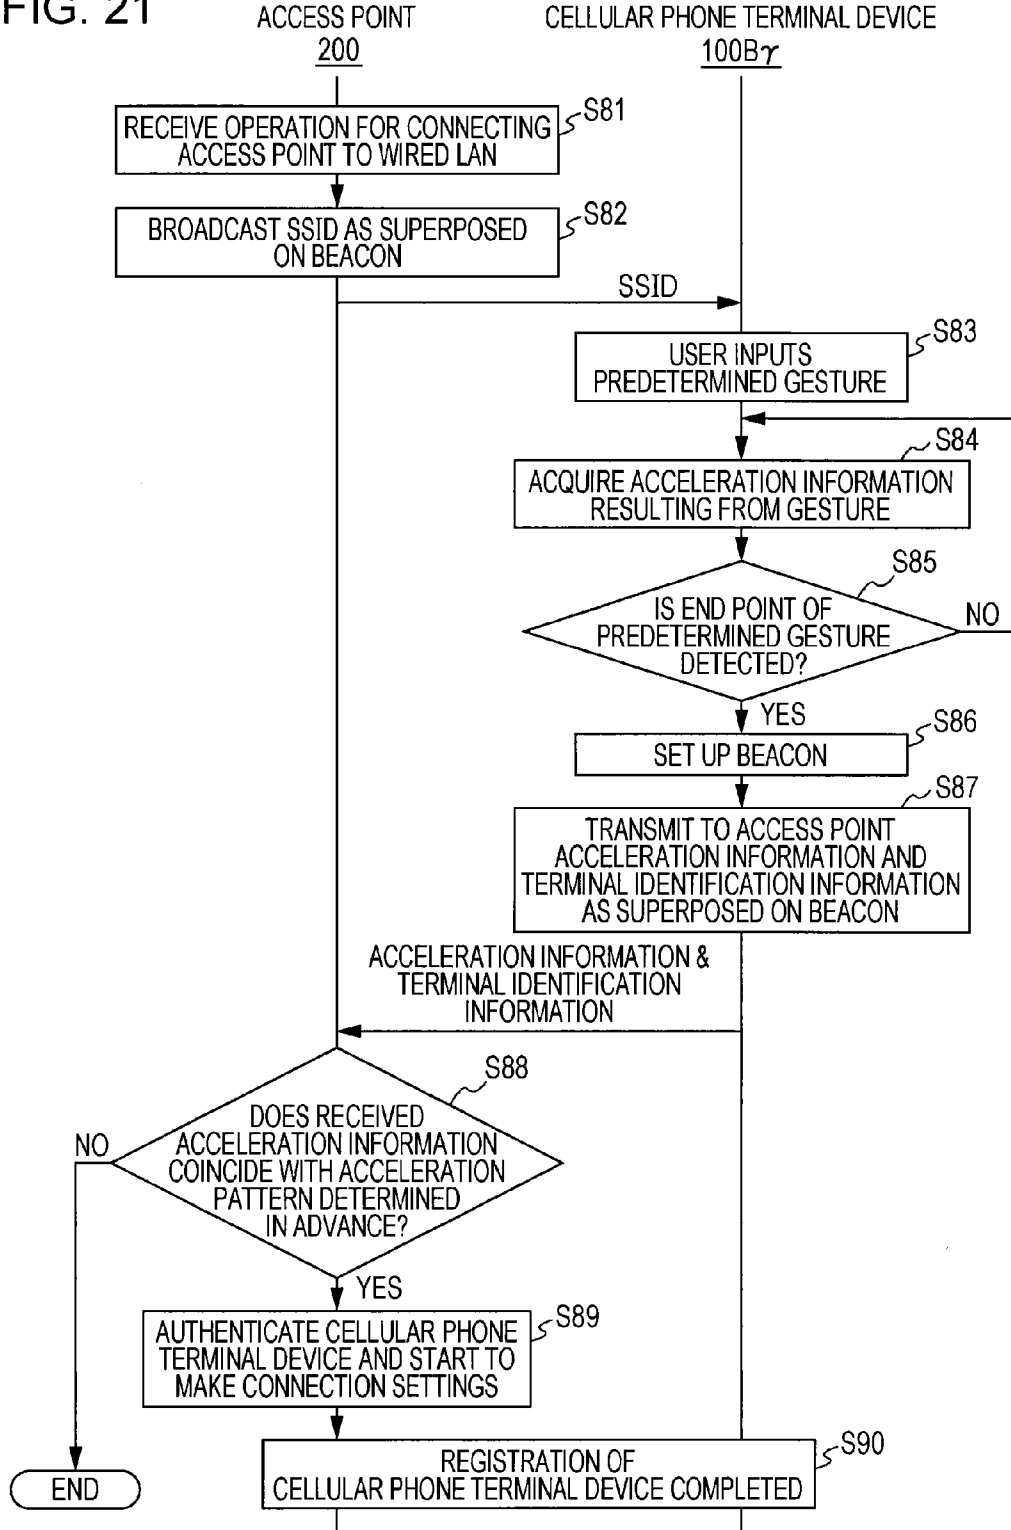 FIG. 21
ACCESS POINT
200
CELLULAR PHONE TERMINAL DEVICE
100Bγ
S81
RECEIVE OPERATION FOR CONNECTING
ACCESS POINT TO WIRED LAN
S82
BROADCAST SSID AS SUPERPOSED
ON BEACON
SSID
S83
USER INPUTS
PREDETERMINED GESTURE
S84
ACQUIRE ACCELERATION INFORMATION
RESULTING FROM GESTURE
S85
IS END POINT OF
PREDETERMINED GESTURE
DETECTED?
NO
YES
S86
SET UP BEACON
S87
TRANSMIT TO ACCESS POINT
ACCELERATION INFORMATION AND
TERMINAL IDENTIFICATION INFORMATION
AS SUPERPOSED ON BEACON
ACCELERATION INFORMATION &
TERMINAL IDENTIFICATION
INFORMATION
S88
DOES RECEIVED
ACCELERATION INFORMATION
COINCIDE WITH ACCELERATION
PATTERN DETERMINED
IN ADVANCE?
NO
YES
S89
AUTHENTICATE CELLULAR PHONE
TERMINAL DEVICE AND START TO
MAKE CONNECTION SETTINGS
S90
REGISTRATION OF
CELLULAR PHONE TERMINAL DEVICE COMPLETED
END